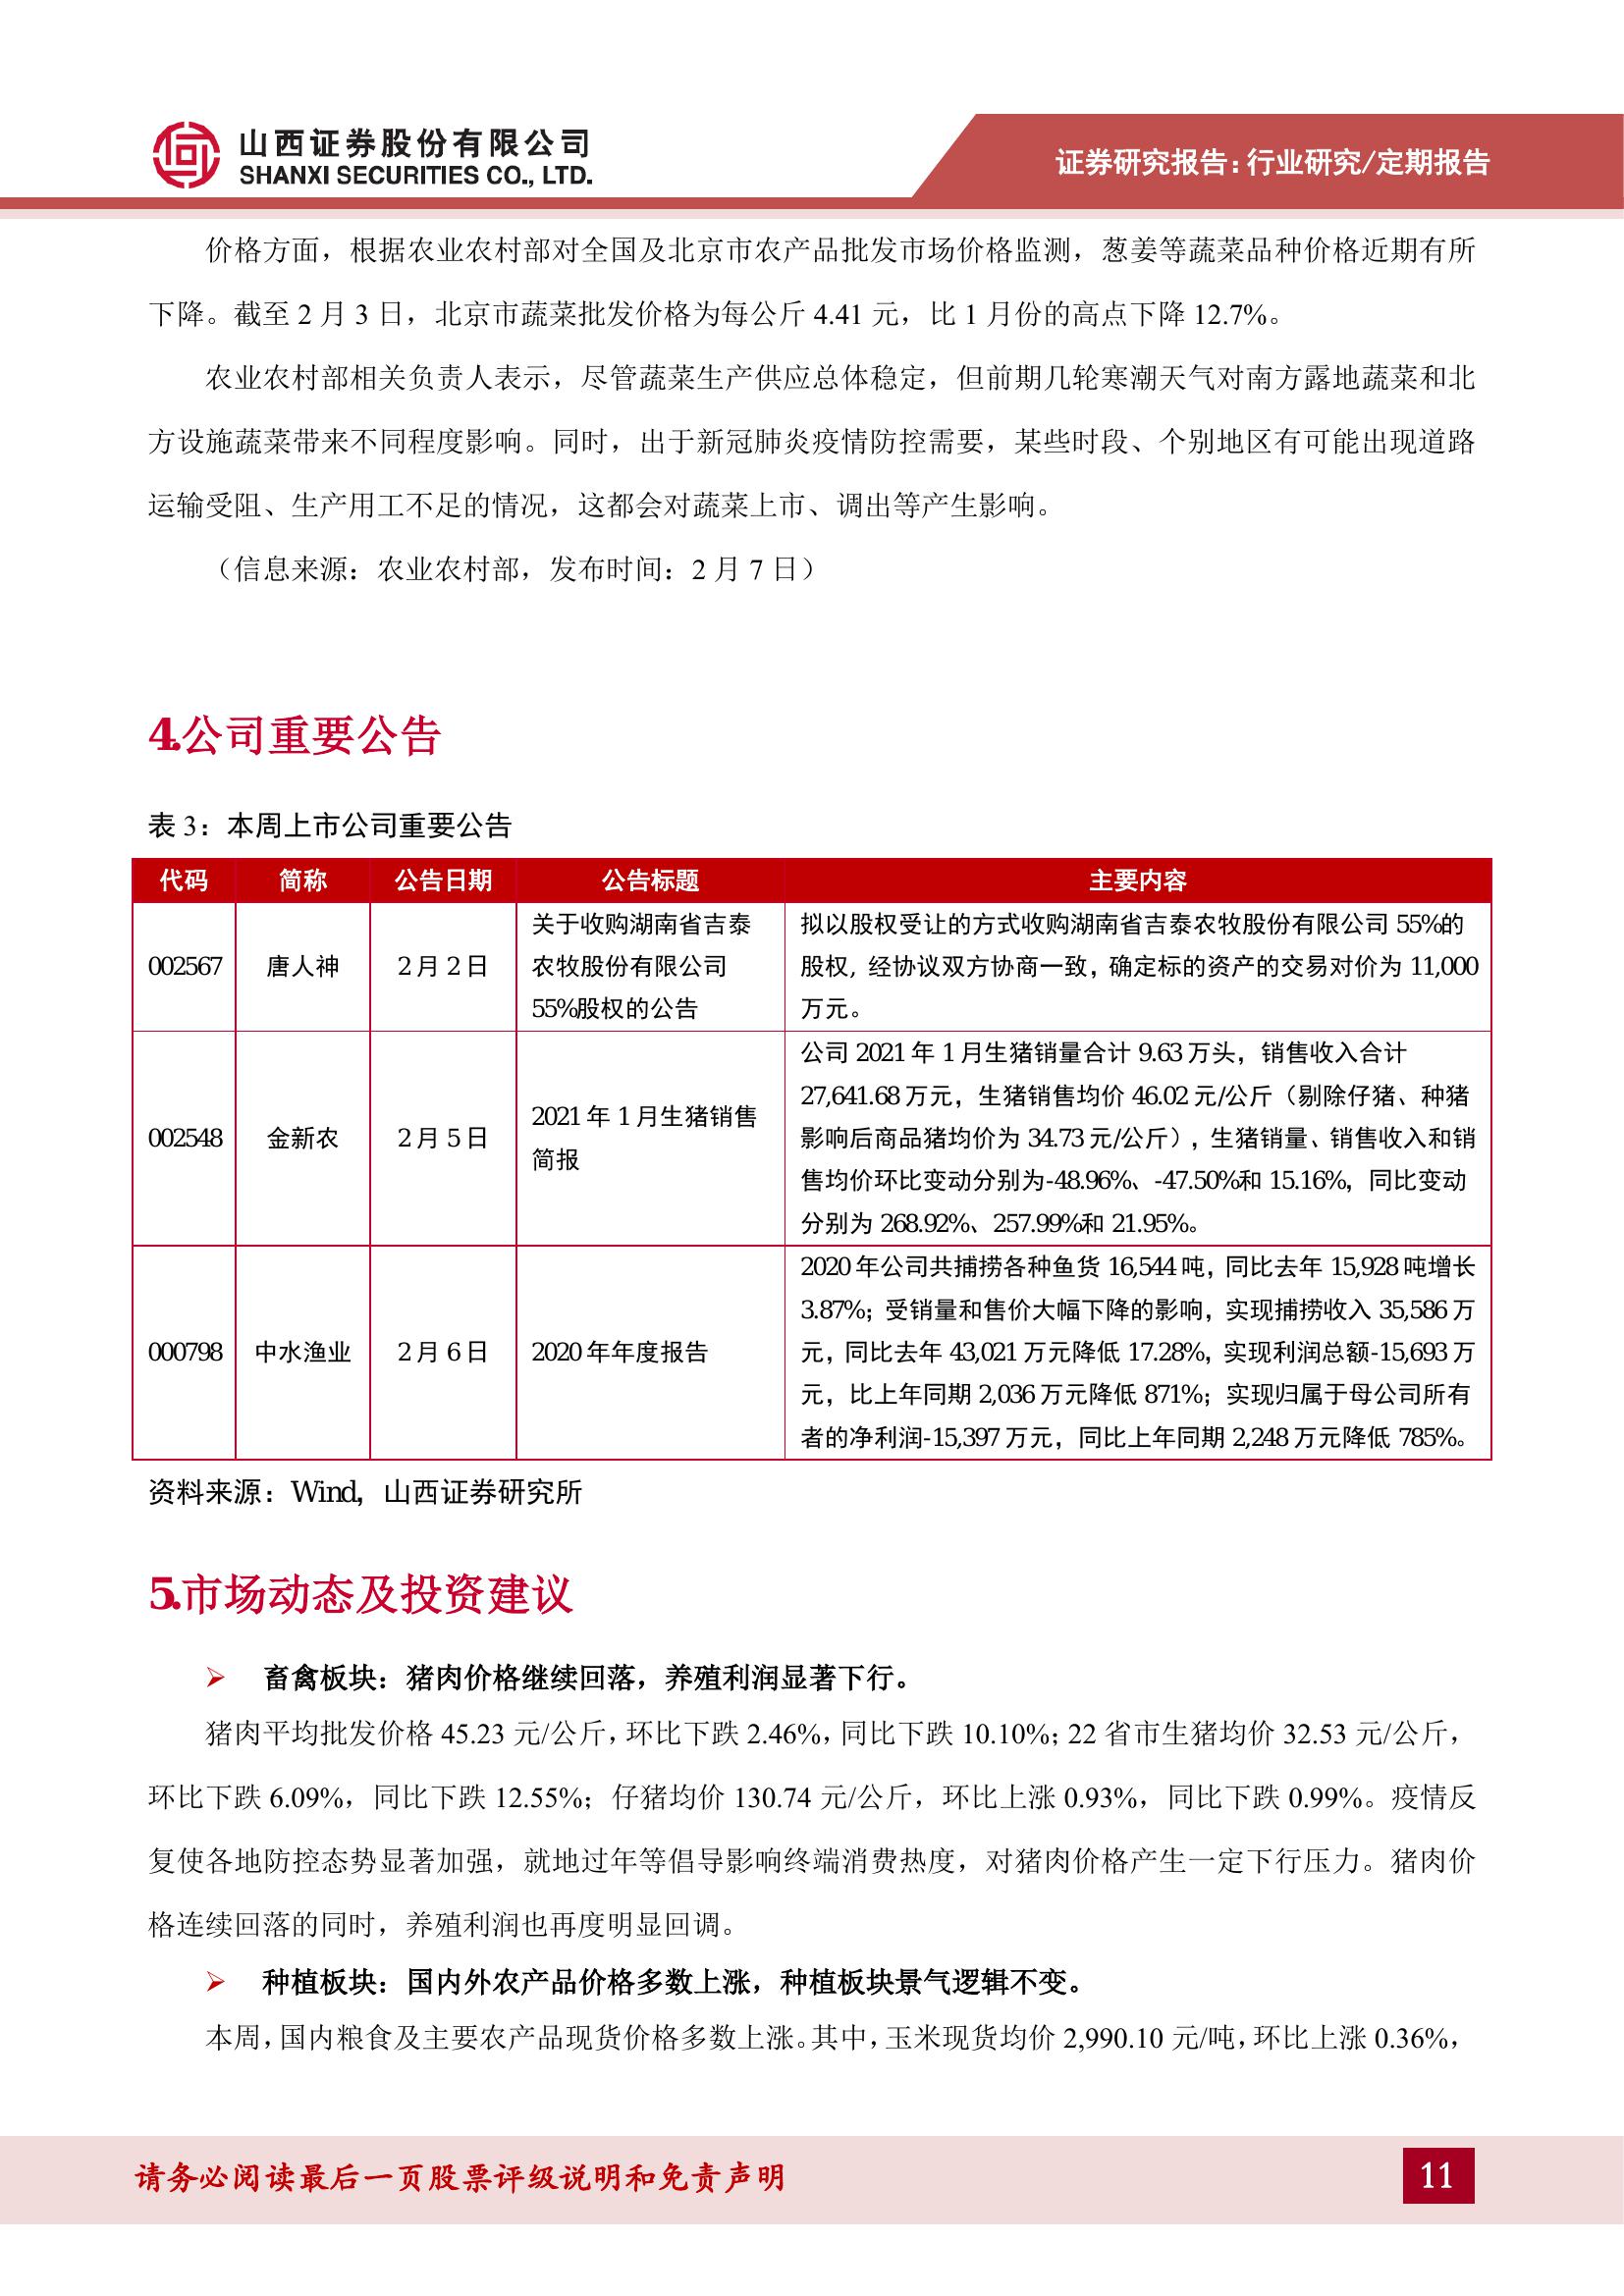 山西证券股份有限公司
SHANXI SECURITIES CO., LTD.
证券研究报告：行业研究/定期报告
价格方面，根据农业农村部对全国及北京市农产品批发市场价格监测，葱姜等蔬菜品种价格近期有所
下降。截至 2 月 3 日，北京市蔬菜批发价格为每公斤 4.41 元，比 1 月份的高点下降 12.7%。
农业农村部相关负责人表示，尽管蔬菜生产供应总体稳定，但前期几轮寒潮天气对南方露地蔬菜和北
方设施蔬菜带来不同程度影响。同时，出于新冠肺炎疫情防控需要，某些时段、个别地区有可能出现道路
运输受阻、生产用工不足的情况，这都会对蔬菜上市、调出等产生影响。
（信息来源：农业农村部，发布时间：2 月 7 日）
4.公司重要公告
表 3：本周上市公司重要公告
代码 简称 公告日期 公告标题 主要内容
002567 唐人神 2 月 2 日
关于收购湖南省吉泰
农牧股份有限公司
55%股权的公告
拟以股权受让的方式收购湖南省吉泰农牧股份有限公司 55%的
股权, 经协议双方协商一致，确定标的资产的交易对价为 11,000
万元。
002548 金新农 2 月 5 日
2021 年 1 月生猪销售
简报
公司 2021 年 1 月生猪销量合计 9.63 万头，销售收入合计
27,641.68 万元，生猪销售均价 46.02 元/公斤（剔除仔猪、种猪
影响后商品猪均价为 34.73 元/公斤），生猪销量、销售收入和销
售均价环比变动分别为-48.96%、-47.50%和 15.16%，同比变动
分别为 268.92%、257.99%和 21.95%。
000798 中水渔业 2 月 6 日 2020 年年度报告
2020 年公司共捕捞各种鱼货 16,544 吨，同比去年 15,928 吨增长
3.87%；受销量和售价大幅下降的影响，实现捕捞收入 35,586 万
元，同比去年 43,021 万元降低 17.28%，实现利润总额-15,693 万
元，比上年同期 2,036 万元降低 871%；实现归属于母公司所有
者的净利润-15,397 万元，同比上年同期 2,248 万元降低 785%。
资料来源：Wind，山西证券研究所
5.市场动态及投资建议
➢ 畜禽板块：猪肉价格继续回落，养殖利润显著下行。
猪肉平均批发价格 45.23 元/公斤，环比下跌 2.46%，同比下跌 10.10%；22 省市生猪均价 32.53 元/公斤，
环比下跌 6.09%，同比下跌 12.55%；仔猪均价 130.74 元/公斤，环比上涨 0.93%，同比下跌 0.99%。疫情反
复使各地防控态势显著加强，就地过年等倡导影响终端消费热度，对猪肉价格产生一定下行压力。猪肉价
格连续回落的同时，养殖利润也再度明显回调。
➢ 种植板块：国内外农产品价格多数上涨，种植板块景气逻辑不变。
本周，国内粮食及主要农产品现货价格多数上涨。其中，玉米现货均价 2,990.10 元/吨，环比上涨 0.36%，
请务必阅读最后一页股票评级说明和免责声明
11